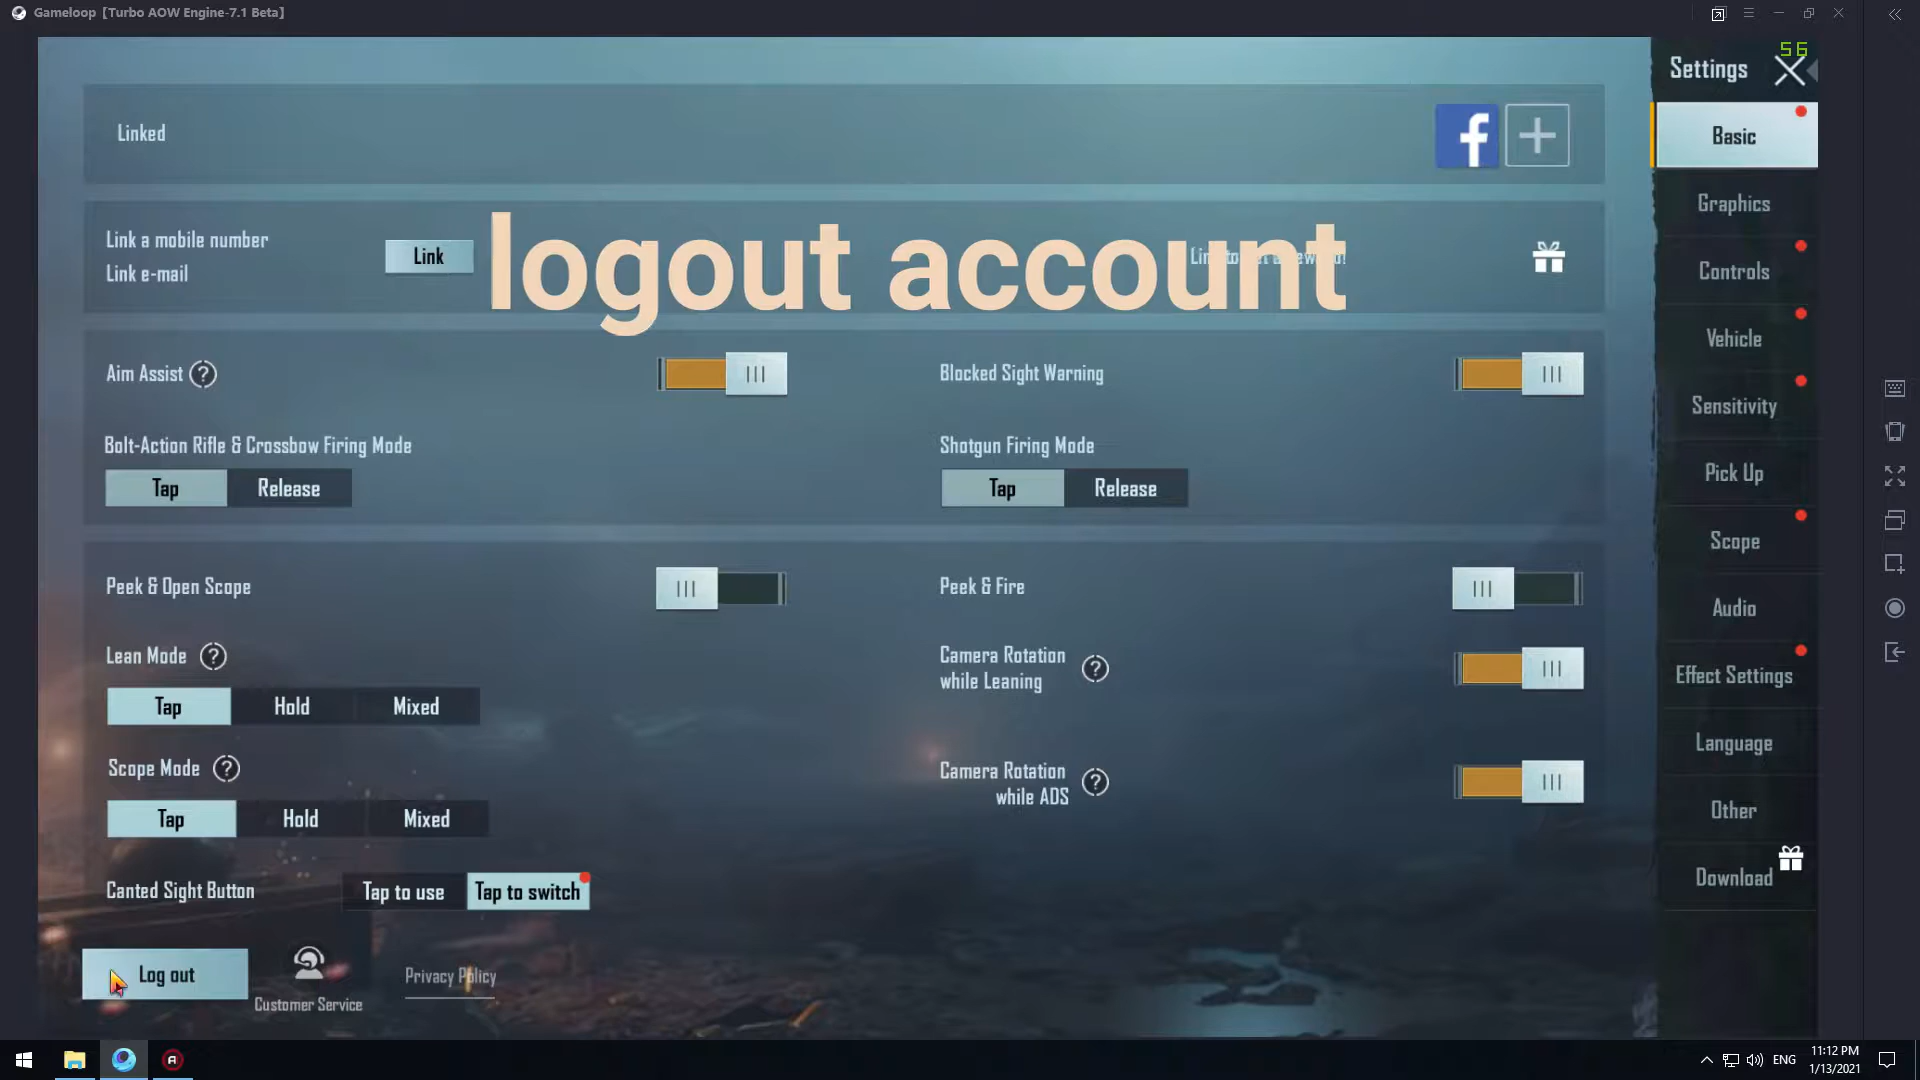 Gameloop [Turbo AOW Engine-7.1 Beta]
56
Settings
Linked
Basic
Graphics
Link a mobile number
Link e-mail
Link
logout account
Controls
Vehicle
Aim Assist
Blocked Sight Warning
Sensitivity
Bolt-Action Rifle & Crossbow Firing Mode
Shotgun Firing Mode
Tap Release
Tap Release
Pick Up
Scope
Peek & Open Scope
Peek & Fire
Audio
Lean Mode
Camera Rotation
while Leaning
Effect Settings
Tap Hold Mixed
Language
Scope Mode
Camera Rotation
while ADS
Tap Hold Mixed
Other
Canted Sight Button
Tap to use Tap to switch
Download
Log out
Customer Service
Privacy Policy
ENG
11:12 PM
1/13/2021